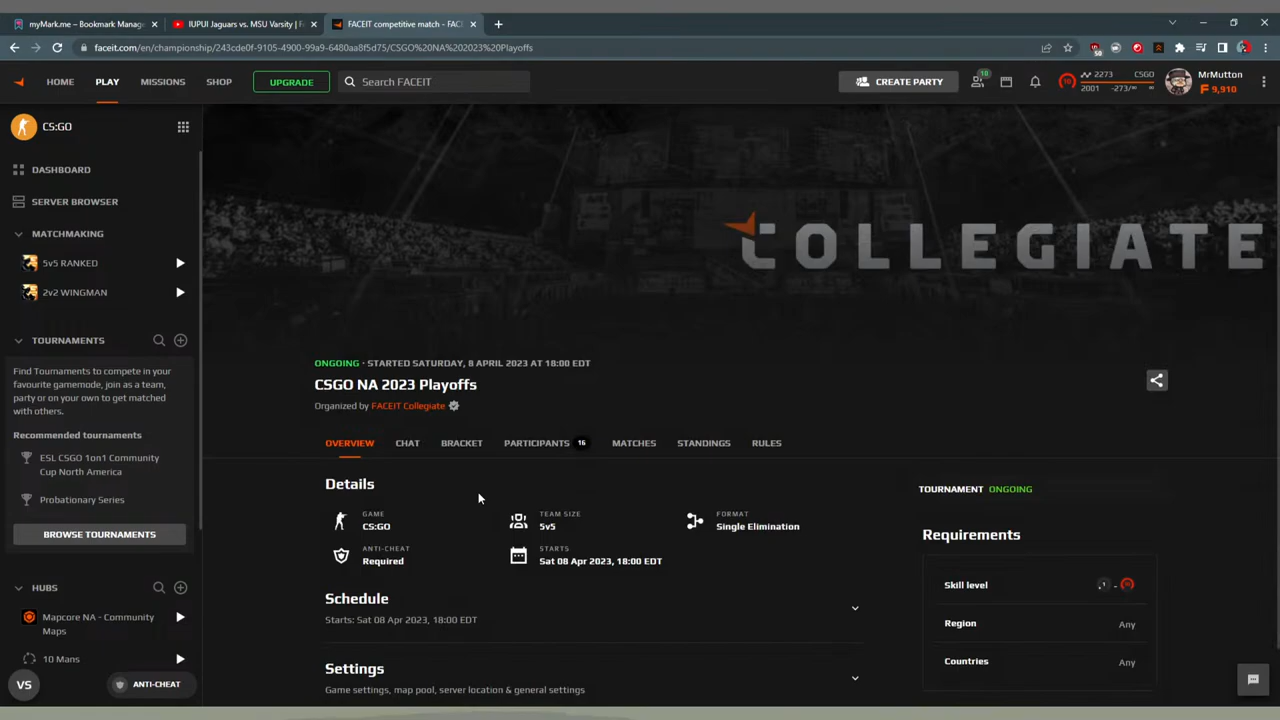 myMark.me – Bookmark Manage
IUPUI Jaguars vs. MSU Varsity | F
FACEIT competitive match - FACE
faceit.com/en/championship/243cde0f-9105-4900-99a9-6480aa8f5d75/CSGO%20NA%202023%20Playoffs
50
HOME
PLAY
MISSIONS
SHOP
UPGRADE
Search FACEIT
CREATE PARTY
10
10
2273
CSGO
2001
-273/∞
∞
MrMutton
9,910
CS:GO
DASHBOARD
SERVER BROWSER
MATCHMAKING
5v5 RANKED
2v2 WINGMAN
TOURNAMENTS
Find Tournaments to compete in your
favourite gamemode, join as a team,
party or on your own to get matched
with others.
Recommended tournaments
ESL CSGO 1on1 Community
Cup North America
Probationary Series
BROWSE TOURNAMENTS
HUBS
Mapcore NA - Community
Maps
10 Mans
VS
ANTI-CHEAT
COLLEGIATE
ONGOING • STARTED SATURDAY, 8 APRIL 2023 AT 18:00 EDT
CSGO NA 2023 Playoffs
Organized by FACEIT Collegiate
OVERVIEW
CHAT
BRACKET
PARTICIPANTS 16
MATCHES
STANDINGS
RULES
Details
GAME
CS:GO
TEAM SIZE
5v5
FORMAT
Single Elimination
ANTI-CHEAT
Required
STARTS
Sat 08 Apr 2023, 18:00 EDT
Schedule
Starts: Sat 08 Apr 2023, 18:00 EDT
Settings
Game settings, map pool, server location & general settings
TOURNAMENT ONGOING
Requirements
Skill level
1 - 10
Region
Any
Countries
Any